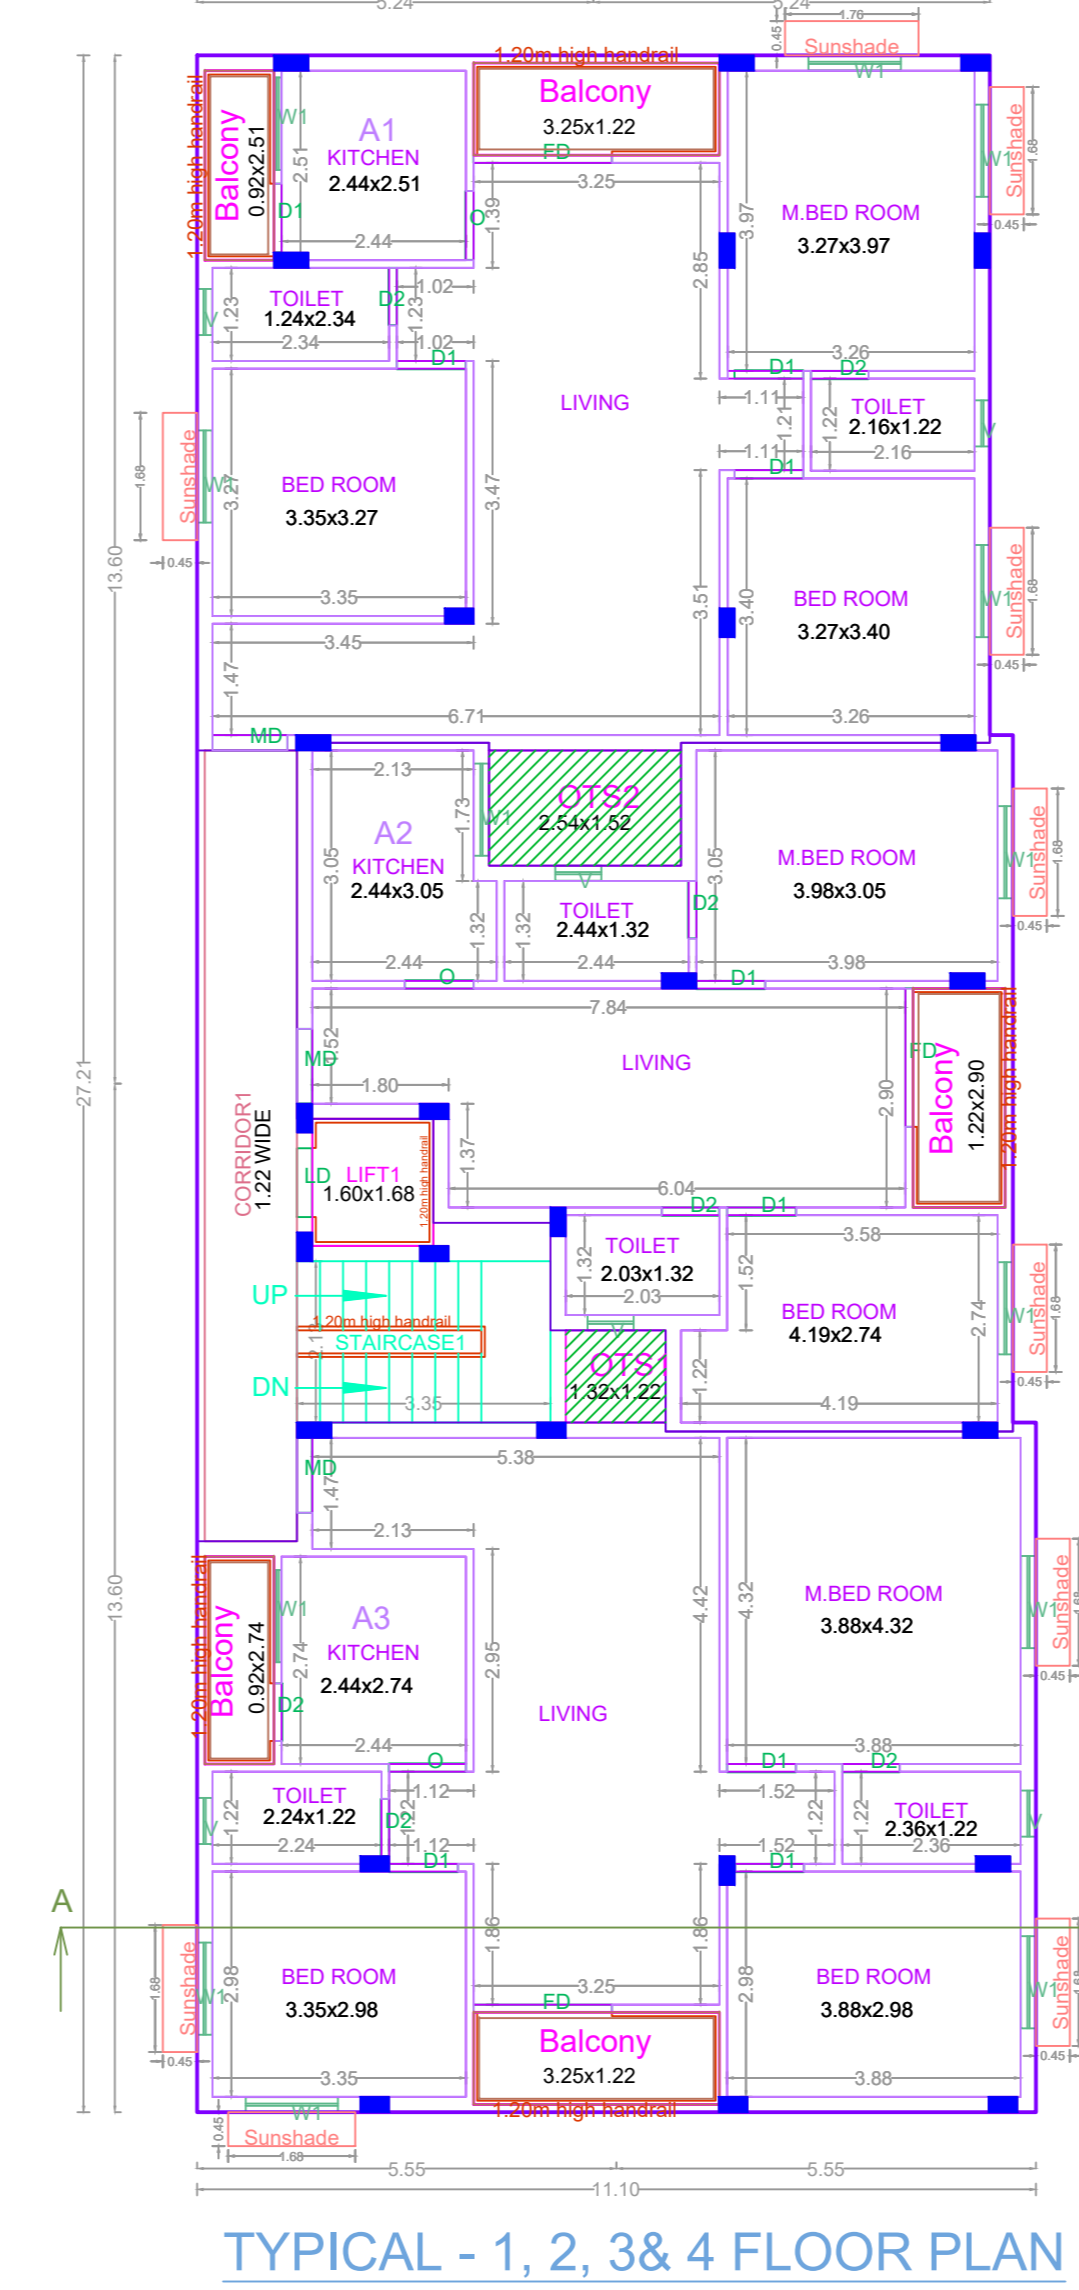 5.24
5.24
1.76
0.45
Sunshade
W1
1.20m high handrail
1.20m high handrail
Balcony
0.92x2.51
W1
D1
2.51
A1
KITCHEN
2.44x2.51
2.44
Balcony
3.25x1.22
FD
3.25
1.39
O
2.85
3.97
M.BED ROOM
3.27x3.97
3.26
W1
Sunshade
1.68
0.45
V
1.23
TOILET
1.24x2.34
2.34
D2
1.23
1.02
1.02
D1
D1
D2
1.11
1.21
1.11
D1
1.22
TOILET
2.16x1.22
2.16
V
LIVING
1.68
Sunshade
0.45
W1
3.27
BED ROOM
3.35x3.27
3.35
3.47
3.51
3.40
BED ROOM
3.27x3.40
3.26
W1
Sunshade
1.68
0.45
13.60
3.45
1.47
6.71
MD
2.13
3.05
A2
KITCHEN
2.44x3.05
1.73
W1
OTS2
2.54x1.52
V
1.32
1.32
TOILET
2.44x1.32
D2
2.44
2.44
O
3.05
M.BED ROOM
3.98x3.05
3.98
D1
W1
Sunshade
1.68
0.45
27.21
7.84
MD
LIVING
1.80
2.90
FD
Balcony
1.22x2.90
1.20m high handrail
CORRIDOR1
1.22 WIDE
1.37
LD
LIFT1
1.60x1.68
1.20m high handrail
6.04
D2
D1
TOILET
2.03x1.32
1.32
2.03
V
1.52
3.58
BED ROOM
4.19x2.74
2.74
1.22
4.19
W1
Sunshade
1.68
0.45
UP
1.20m high handrail
STAIRCASE1
DN
3.35
OTS1
1.32x1.22
MD
1.47
5.38
2.13
13.60
1.20m high handrail
Balcony
0.92x2.74
W1
D2
2.74
A3
KITCHEN
2.44x2.74
2.44
O
2.95
LIVING
4.42
4.32
M.BED ROOM
3.88x4.32
3.88
D1
D2
W1
Sunshade
1.68
0.45
V
1.22
TOILET
2.24x1.22
2.24
D2
1.12
1.22
1.12
D1
1.52
1.22
1.52
D1
1.22
TOILET
2.36x1.22
2.36
V
A
1.68
Sunshade
0.45
W1
2.98
BED ROOM
3.35x2.98
3.35
1.86
3.25
FD
1.86
Balcony
3.25x1.22
1.20m high handrail
2.98
BED ROOM
3.88x2.98
3.88
W1
Sunshade
1.68
0.45
W1
0.45
Sunshade
1.68
5.55
5.55
11.10
TYPICAL - 1, 2, 3& 4 FLOOR PLAN